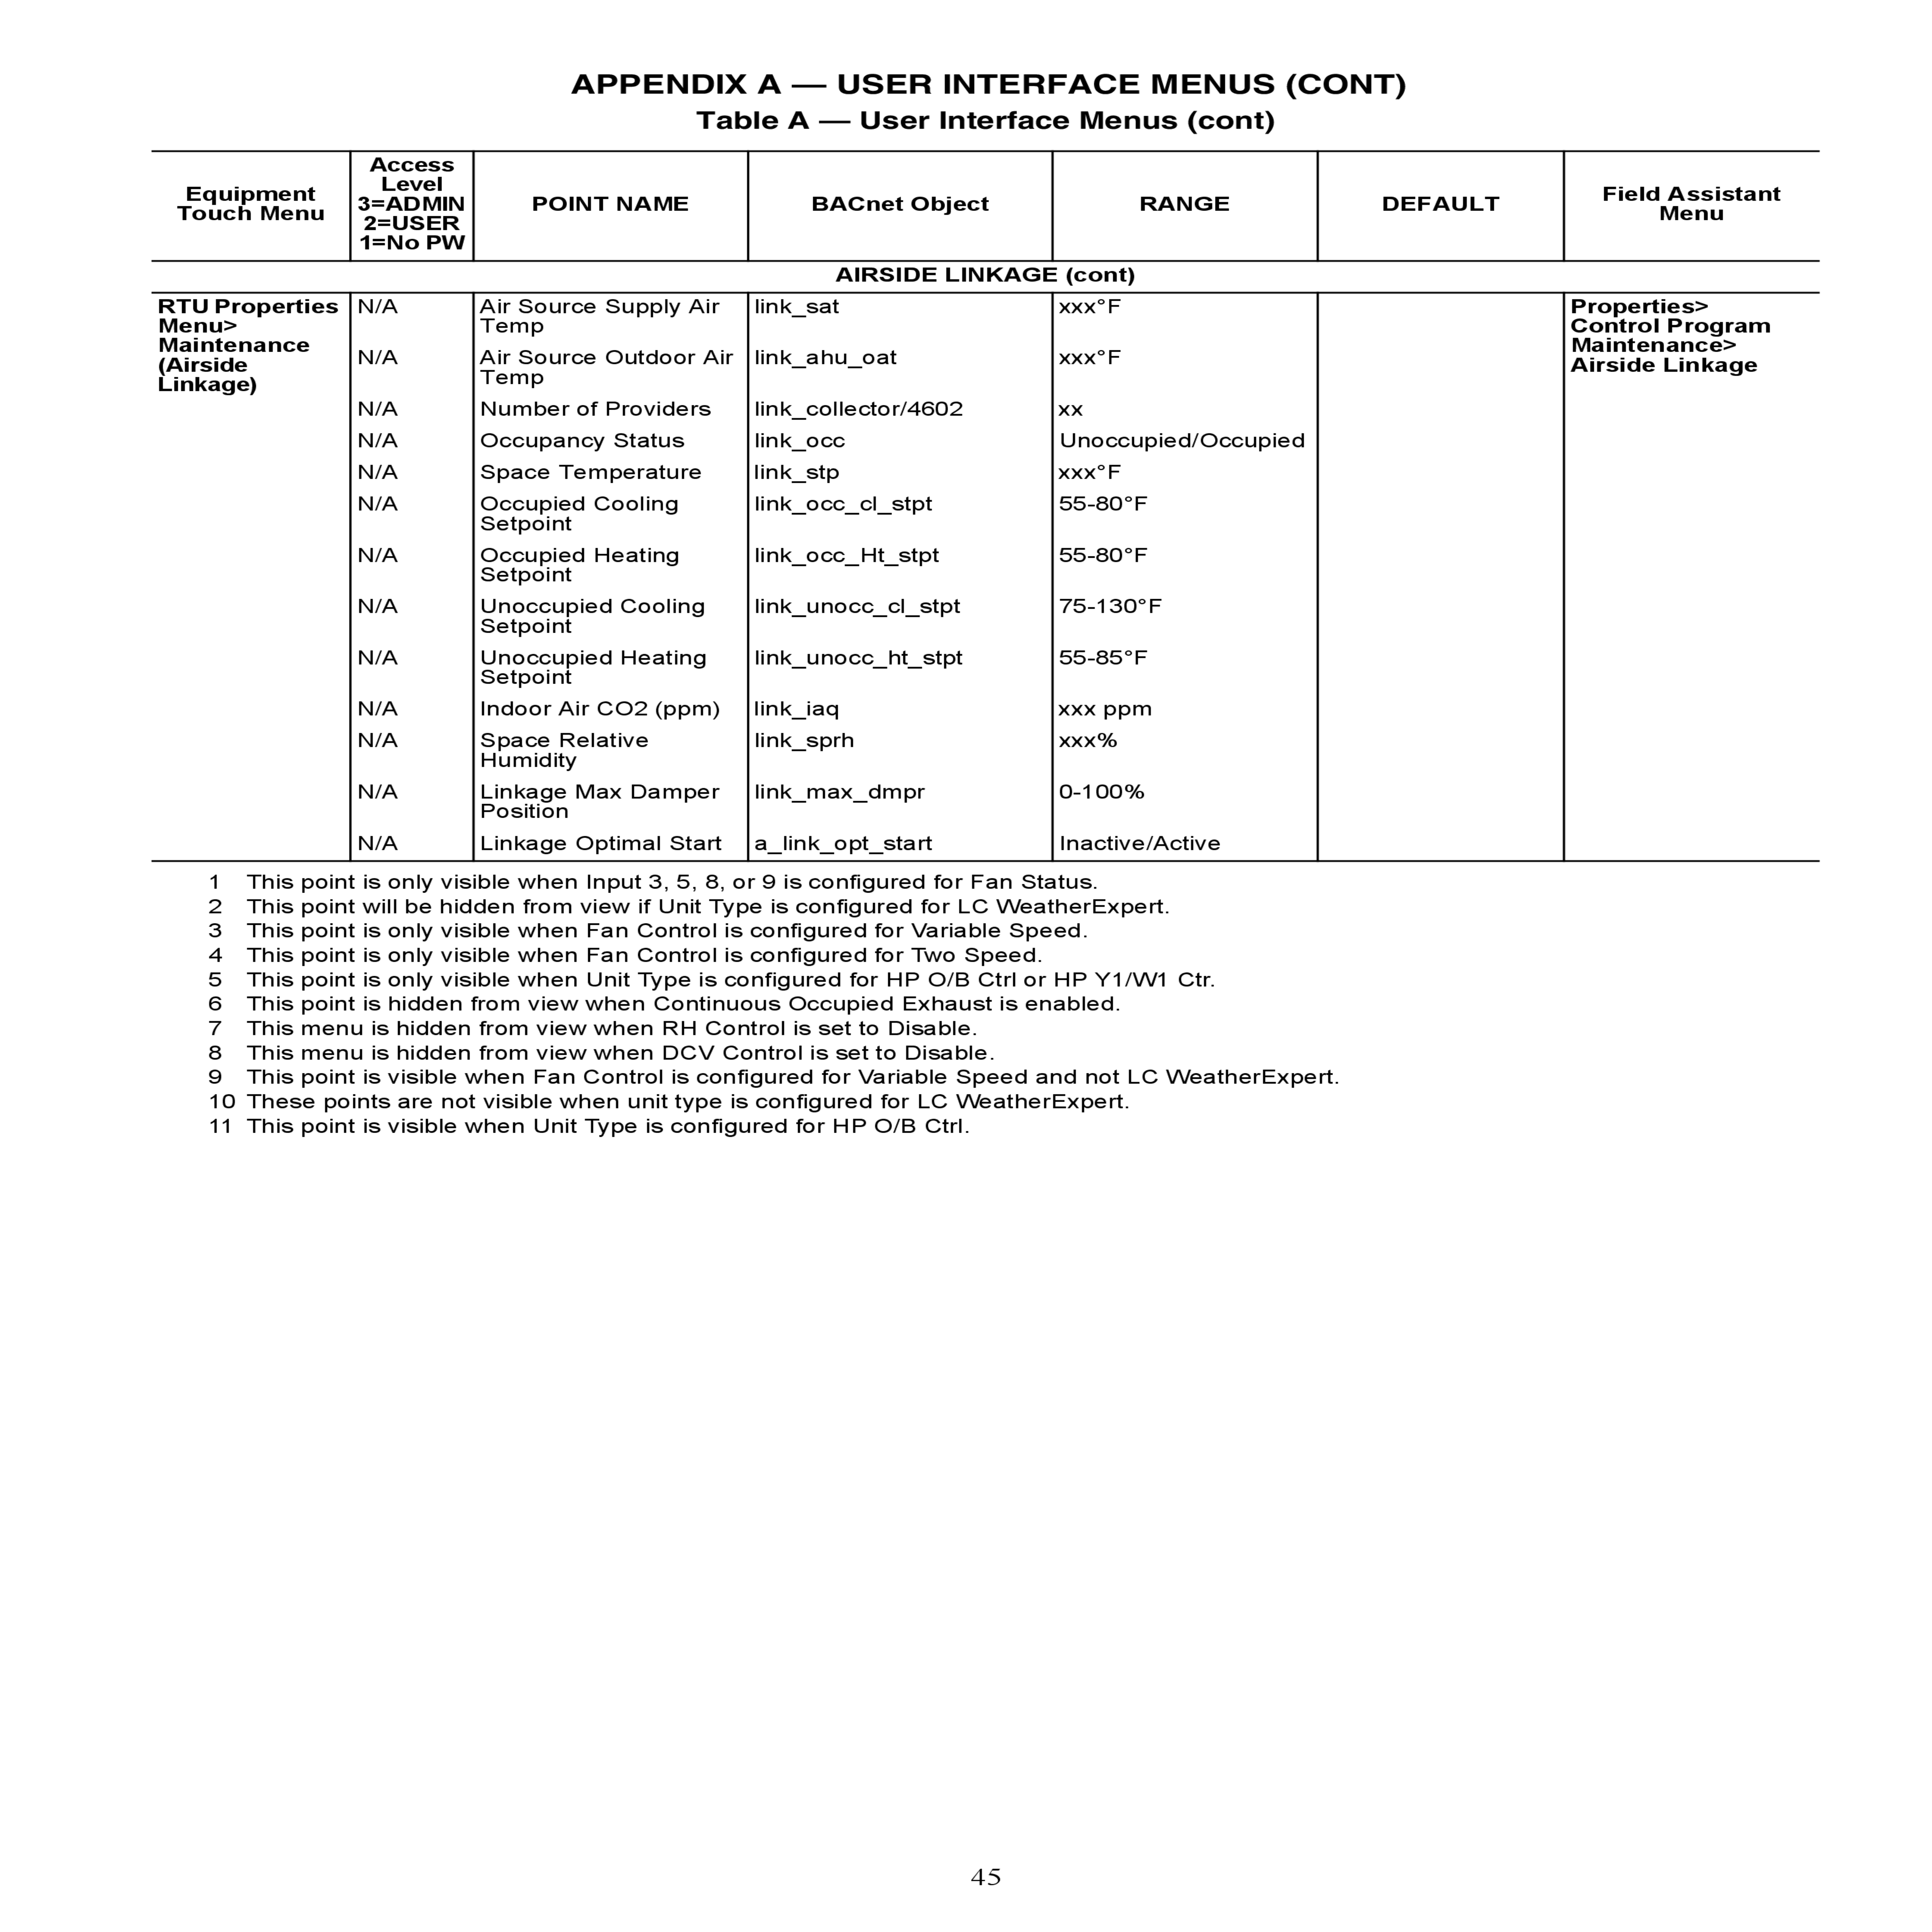 APPENDIX A — USER INTERFACE MENUS (CONT)
Table A — User Interface Menus (cont)
Equipment Touch Menu | Access Level 3=ADMIN 2=USER 1=No PW | POINT NAME | BACnet Object | RANGE | DEFAULT | Field Assistant Menu
AIRSIDE LINKAGE (cont)
RTU Properties Menu> Maintenance (Airside Linkage) | N/A | Air Source Supply Air Temp | link_sat | xxx°F | | Properties> Control Program Maintenance> Airside Linkage
N/A | Air Source Outdoor Air Temp | link_ahu_oat | xxx°F
N/A | Number of Providers | link_collector/4602 | xx
N/A | Occupancy Status | link_occ | Unoccupied/Occupied
N/A | Space Temperature | link_stp | xxx°F
N/A | Occupied Cooling Setpoint | link_occ_cl_stpt | 55-80°F
N/A | Occupied Heating Setpoint | link_occ_Ht_stpt | 55-80°F
N/A | Unoccupied Cooling Setpoint | link_unocc_cl_stpt | 75-130°F
N/A | Unoccupied Heating Setpoint | link_unocc_ht_stpt | 55-85°F
N/A | Indoor Air CO2 (ppm) | link_iaq | xxx ppm
N/A | Space Relative Humidity | link_sprh | xxx%
N/A | Linkage Max Damper Position | link_max_dmpr | 0-100%
N/A | Linkage Optimal Start | a_link_opt_start | Inactive/Active
1 This point is only visible when Input 3, 5, 8, or 9 is configured for Fan Status.
2 This point will be hidden from view if Unit Type is configured for LC WeatherExpert.
3 This point is only visible when Fan Control is configured for Variable Speed.
4 This point is only visible when Fan Control is configured for Two Speed.
5 This point is only visible when Unit Type is configured for HP O/B Ctrl or HP Y1/W1 Ctr.
6 This point is hidden from view when Continuous Occupied Exhaust is enabled.
7 This menu is hidden from view when RH Control is set to Disable.
8 This menu is hidden from view when DCV Control is set to Disable.
9 This point is visible when Fan Control is configured for Variable Speed and not LC WeatherExpert.
10 These points are not visible when unit type is configured for LC WeatherExpert.
11 This point is visible when Unit Type is configured for HP O/B Ctrl.
45